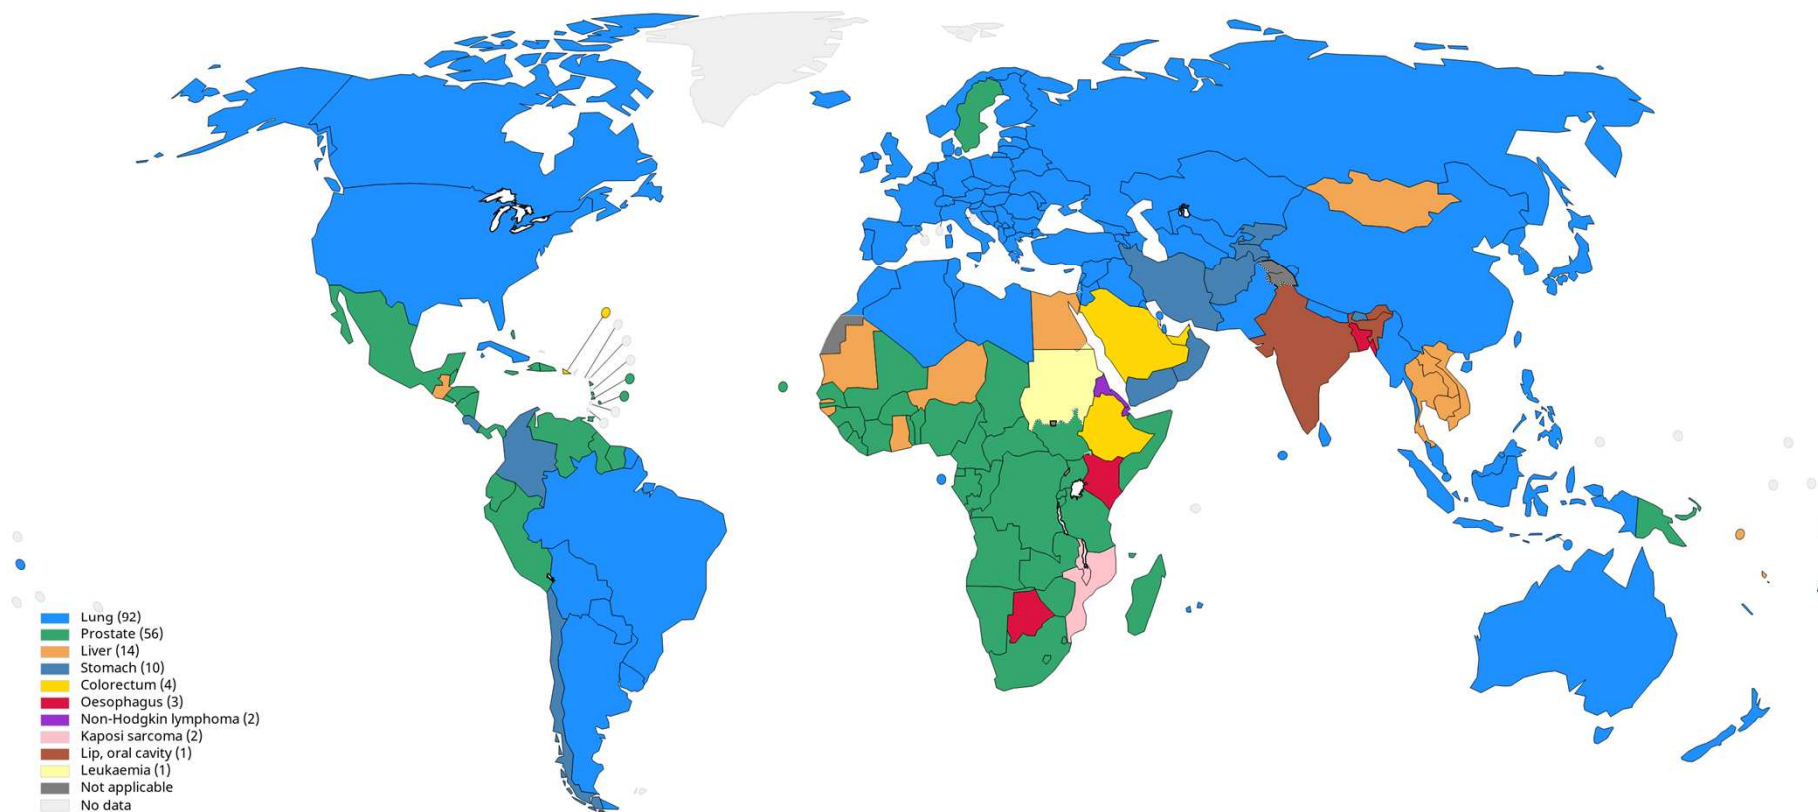 Lung (92)
Prostate (56)
Liver (14)
Stomach (10)
Colorectum (4)
Oesophagus (3)
Non-Hodgkin lymphoma (2)
Kaposi sarcoma (2)
Lip, oral cavity (1)
Leukaemia (1)
Not applicable
No data